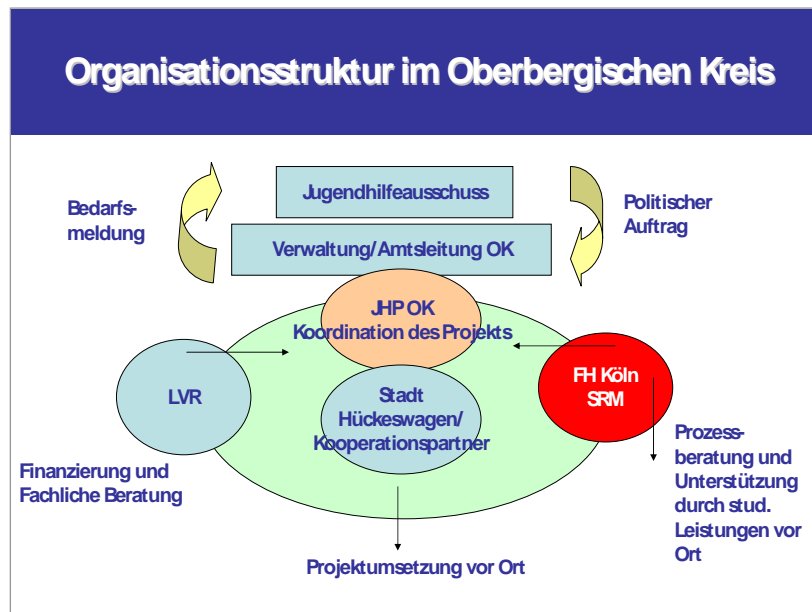 Organisationsstruktur im Oberbergischen Kreis
Jugendhilfeausschuss
Bedarfs-
meldung
Politischer
Auftrag
Verwaltung/Amtsleitung OK
JHP OK
Koordination des Projekts
LVR
Stadt
Hückeswagen/
Kooperationspartner
FH Köln
SRM
Finanzierung und
Fachliche Beratung
Prozess-
beratung und
Unterstützung
durch stud.
Leistungen vor
Ort
Projektumsetzung vor Ort